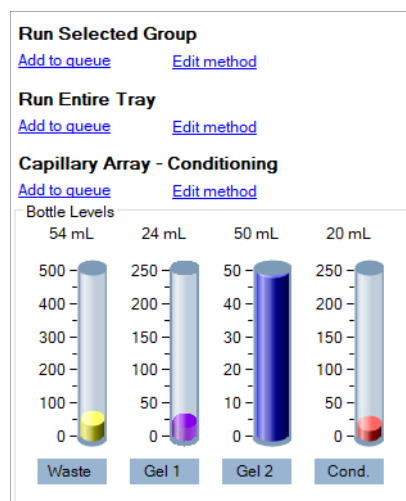 Run Selected Group
Add to queue Edit method
Run Entire Tray
Add to queue Edit method
Capillary Array - Conditioning
Add to queue Edit method
Bottle Levels
54 mL 24 mL 50 mL 20 mL
500 250 50 250
400 200 40 200
300 150 30 150
200 100 20 100
100 50 10 50
0 0 0 0
Waste Gel 1 Gel 2 Cond.